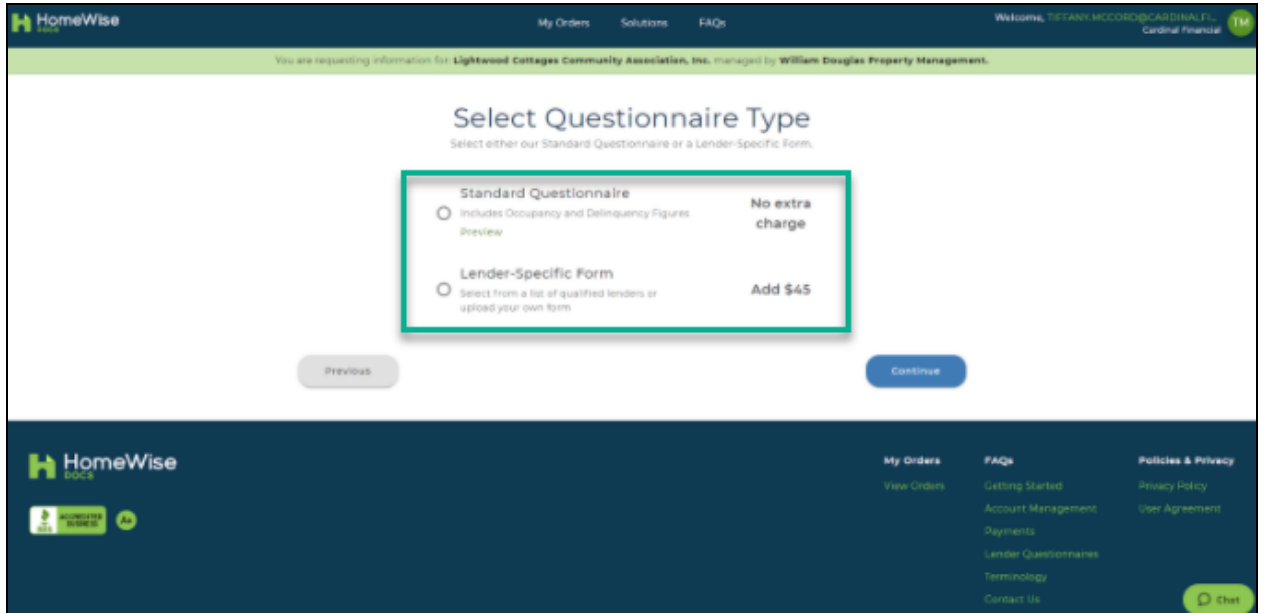 HomeWise
DOCS
My Orders Solutions FAQs
Welcome, TIFFANY.MCCORD@CARDINALFI...
Cardinal Financial
TM
You are requesting information for: Lightwood Cottages Community Association, Inc. managed by William Douglas Property Management.
Select Questionnaire Type
Select either our Standard Questionnaire or a Lender-Specific Form.
Standard Questionnaire
Includes Occupancy and Delinquency Figures
Preview
No extra
charge
Lender-Specific Form
Select from a list of qualified lenders or
upload your own form
Add $45
Previous
Continue
HomeWise
DOCS
BBB
ACCREDITED
BUSINESS
A+
My Orders
View Orders
FAQs
Getting Started
Account Management
Payments
Lender Questionnaires
Terminology
Contact Us
Policies & Privacy
Privacy Policy
User Agreement
Chat